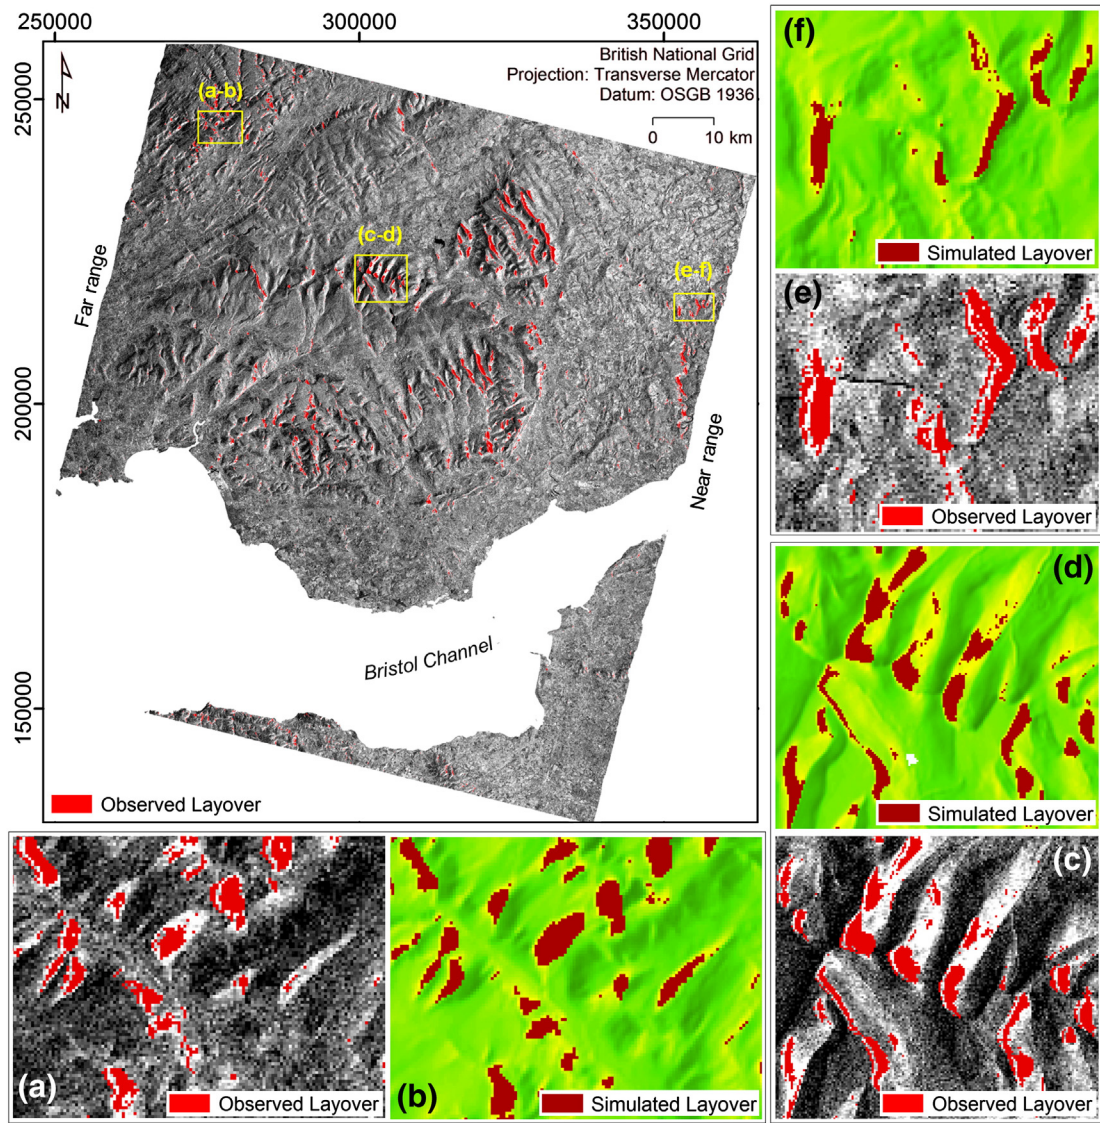 250000
300000
350000
British National Grid
Projection: Transverse Mercator
Datum: OSGB 1936
0 10 km
N
250000
200000
150000
(a-b)
(c-d)
(e-f)
Far range
Near range
Bristol Channel
Observed Layover
(f)
Simulated Layover
(e)
Observed Layover
(d)
Simulated Layover
(c)
Observed Layover
(a)
Observed Layover
(b)
Simulated Layover